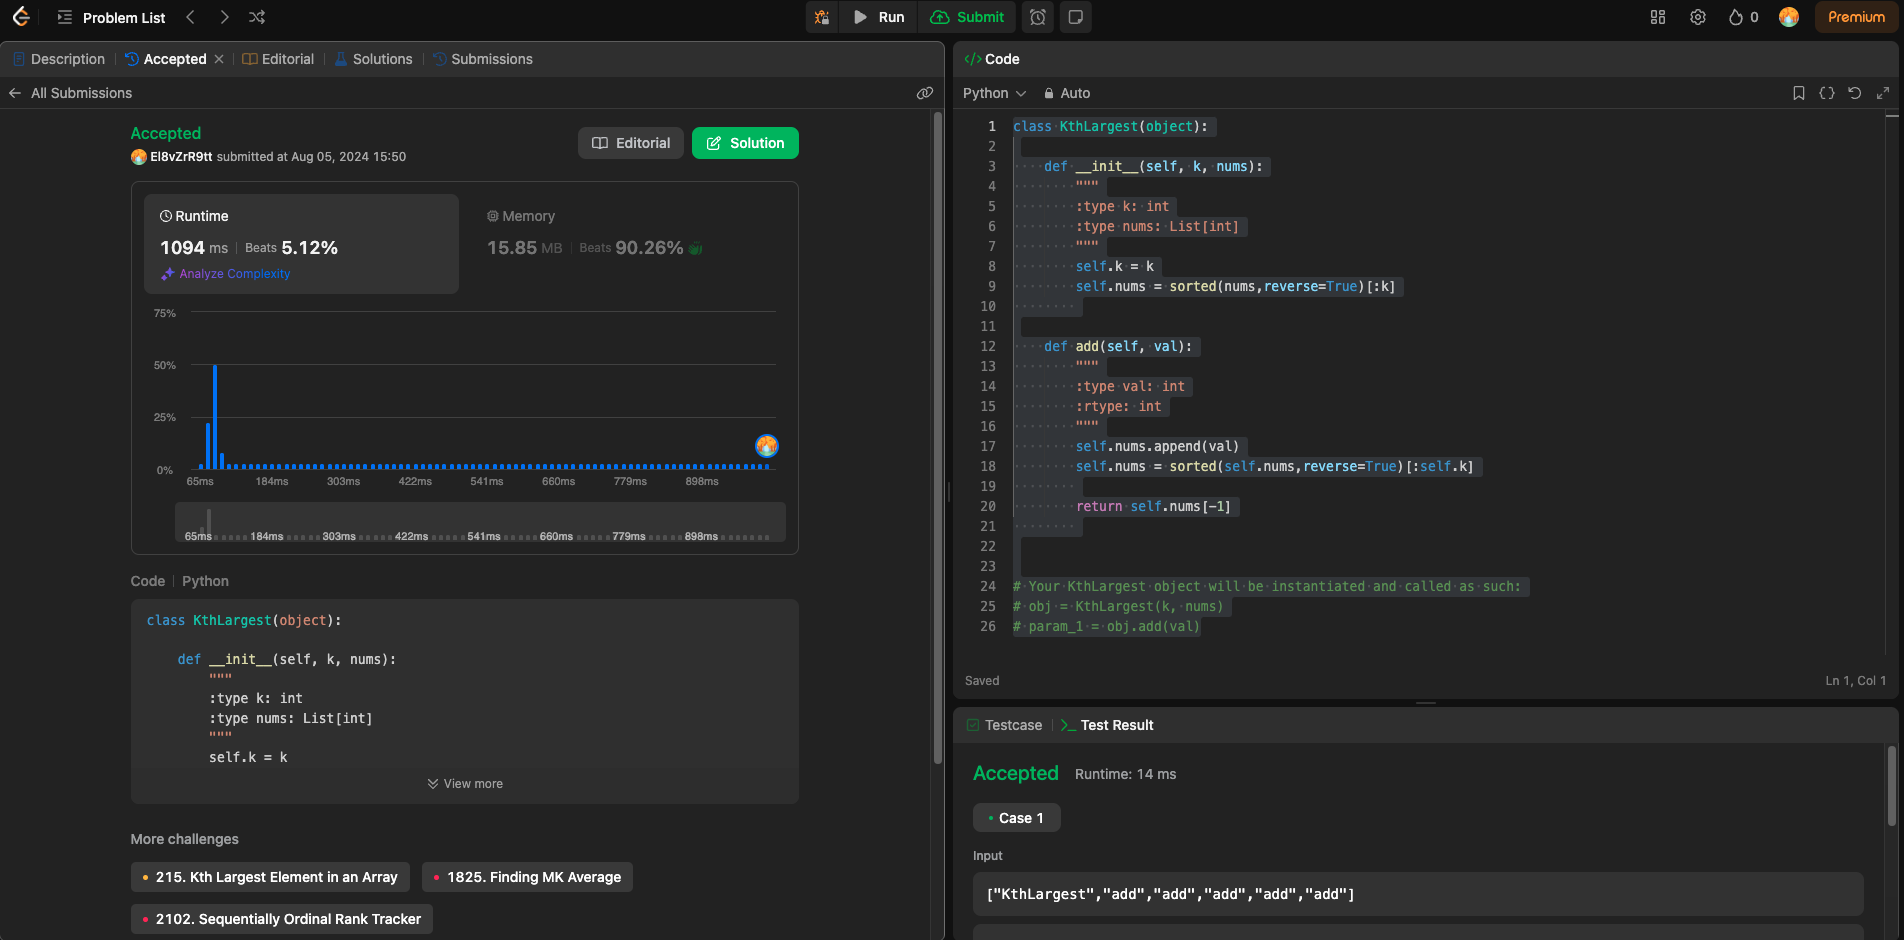 Problem List
Run
Submit
0
Premium
Description
Accepted
Editorial
Solutions
Submissions
All Submissions
Accepted
El8vZrR9tt submitted at Aug 05, 2024 15:50
Editorial
Solution
Runtime
1094 ms
Beats 5.12%
Analyze Complexity
Memory
15.85 MB
Beats 90.26%
75%
50%
25%
0%
65ms 184ms 303ms 422ms 541ms 660ms 779ms 898ms
65ms 184ms 303ms 422ms 541ms 660ms 779ms 898ms
Code
Python
class KthLargest(object):
def __init__(self, k, nums):
"""
:type k: int
:type nums: List[int]
"""
self.k = k
View more
More challenges
215. Kth Largest Element in an Array
1825. Finding MK Average
2102. Sequentially Ordinal Rank Tracker
</> Code
Python
Auto
1 class KthLargest(object):
2
3 def __init__(self, k, nums):
4 """
5 :type k: int
6 :type nums: List[int]
7 """
8 self.k = k
9 self.nums = sorted(nums,reverse=True)[:k]
10
11
12 def add(self, val):
13 """
14 :type val: int
15 :rtype: int
16 """
17 self.nums.append(val)
18 self.nums = sorted(self.nums,reverse=True)[:self.k]
19
20 return self.nums[-1]
21
22
23
24 # Your KthLargest object will be instantiated and called as such:
25 # obj = KthLargest(k, nums)
26 # param_1 = obj.add(val)
Saved
Ln 1, Col 1
Testcase
Test Result
Accepted
Runtime: 14 ms
Case 1
Input
["KthLargest","add","add","add","add","add"]